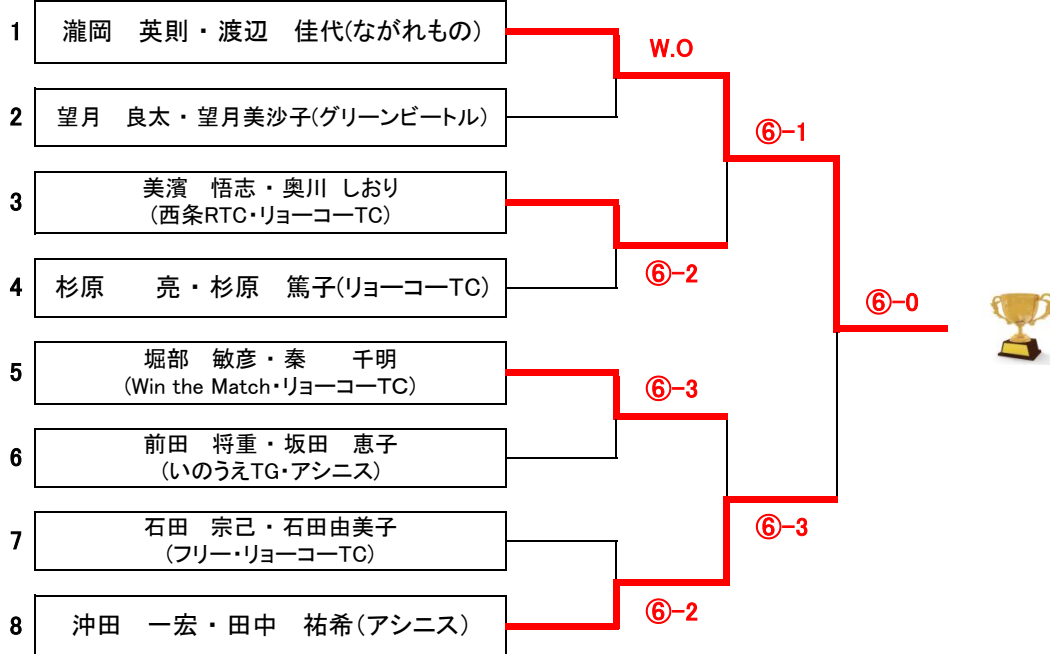 1 瀧岡 英則・渡辺 佳代(ながれもの)
W.O
2 望月 良太・望月美沙子(グリーンビートル)
⑥-1
3 美濱 悟志・奥川 しおり
(西条RTC・リョーコーTC)
⑥-2
4 杉原 亮・杉原 篤子(リョーコーTC)
⑥-0
5 堀部 敏彦・秦 千明
(Win the Match・リョーコーTC)
⑥-3
6 前田 将重・坂田 恵子
(いのうえTG・アシニス)
7 石田 宗己・石田由美子
(フリー・リョーコーTC)
⑥-3
⑥-2
8 沖田 一宏・田中 祐希(アシニス)